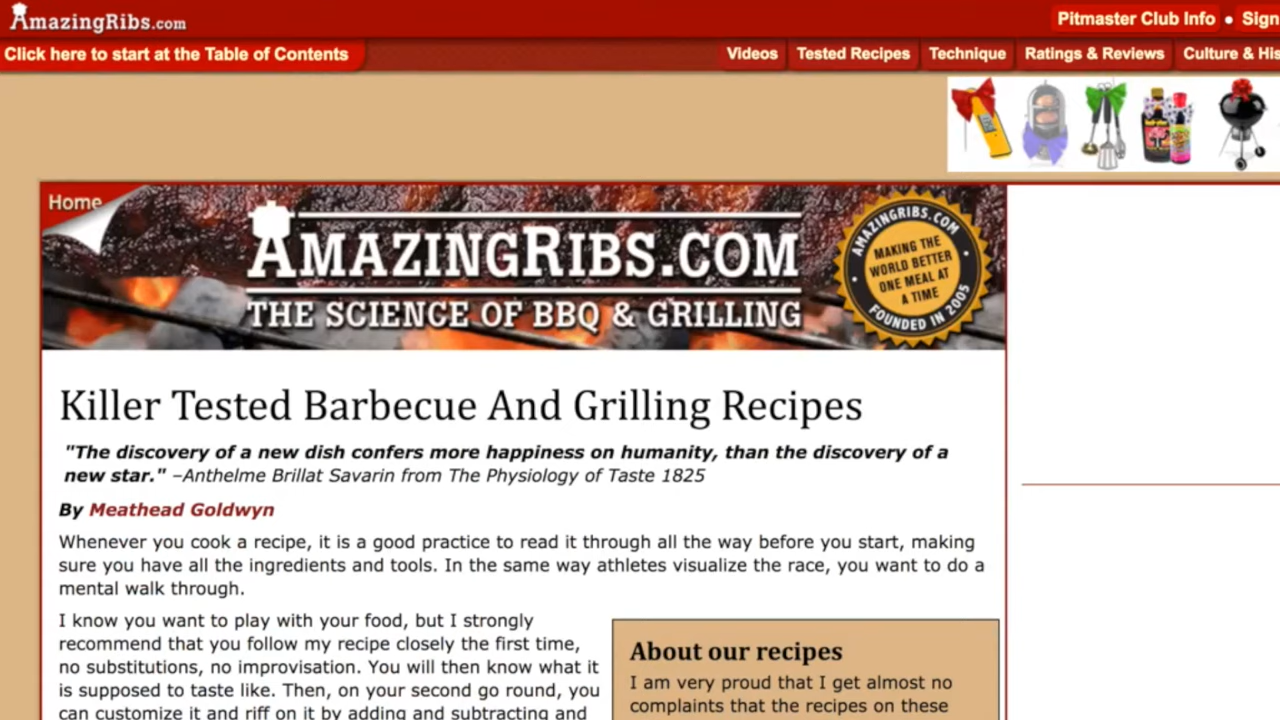 AmazingRibs.com
Pitmaster Club Info • Sign
Click here to start at the Table of Contents
Videos
Tested Recipes
Technique
Ratings & Reviews
Culture & His
Home
AmazingRibs.com
The Science of BBQ & Grilling
AMAZINGRIBS.COM
MAKING THE
WORLD BETTER
ONE MEAL AT
A TIME
FOUNDED IN 2005
Killer Tested Barbecue And Grilling Recipes
"The discovery of a new dish confers more happiness on humanity, than the discovery of a
new star." –Anthelme Brillat Savarin from The Physiology of Taste 1825
By Meathead Goldwyn
Whenever you cook a recipe, it is a good practice to read it through all the way before you start, making
sure you have all the ingredients and tools. In the same way athletes visualize the race, you want to do a
mental walk through.
I know you want to play with your food, but I strongly
recommend that you follow my recipe closely the first time,
no substitutions, no improvisation. You will then know what it
is supposed to taste like. Then, on your second go round, you
can customize it and riff on it by adding and subtracting and
About our recipes
I am very proud that I get almost no
complaints that the recipes on these